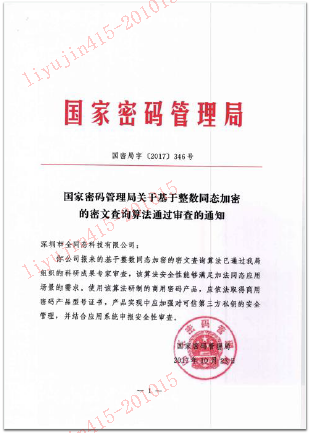 liyujin415-201015
国家密码管理局
国密局字〔2017〕346号
国家密码管理局关于基于整数同态加密
的密文查询算法通过审查的通知
深圳市全同态科技有限公司：
你公司报来的基于整数同态加密的密文查询算法已通过我局
组织的科研成果专家审查，该算法安全性能够满足加法同态应用
场景的需求。使用该算法研制的商用密码产品，应依法取得商用
密码产品型号证书，产品实现中应加强对可信第三方私钥的安全
管理，并结合应用系统申报安全性审查。
国家密码管理局
liyujin415-201015
— 1 —
liyujin415-201015